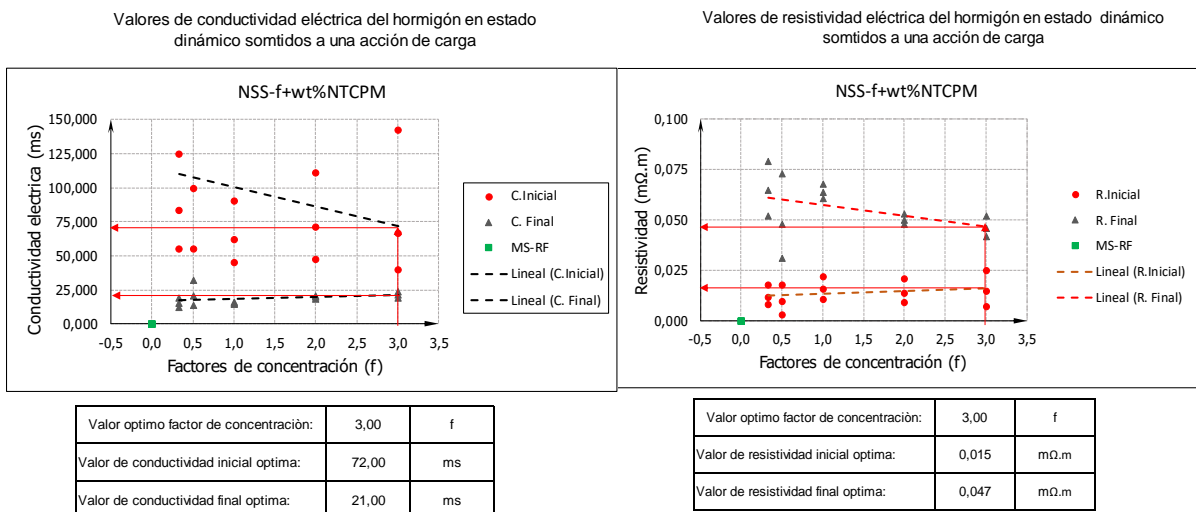 Valores de conductividad eléctrica del hormigón en estado
dinámico somtidos a una acción de carga
NSS-f+wt%NTCPM
Conductividad electrica (ms)
150,000
125,000
100,000
75,000
50,000
25,000
0,000
-0,5
0,0
0,5
1,0
1,5
2,0
2,5
3,0
3,5
Factores de concentración (f)
C.Inicial
C. Final
MS-RF
Lineal (C.Inicial)
Lineal (C. Final)
Valor optimo factor de concentraciòn:
3,00
f
Valor de conductividad inicial optima:
72,00
ms
Valor de conductividad final optima:
21,00
ms
Valores de resistividad eléctrica del hormigón en estado dinámico
somtidos a una acción de carga
NSS-f+wt%NTCPM
Resistividad (mΩ.m)
0,100
0,075
0,050
0,025
0,000
-0,5
0,0
0,5
1,0
1,5
2,0
2,5
3,0
3,5
Factores de concentración (f)
R.Inicial
R. Final
MS-RF
Lineal (R.Inicial)
Lineal (R. Final)
Valor optimo factor de concentraciòn:
3,00
f
Valor de resistividad inicial optima:
0,015
mΩ.m
Valor de resistividad final optima:
0,047
mΩ.m